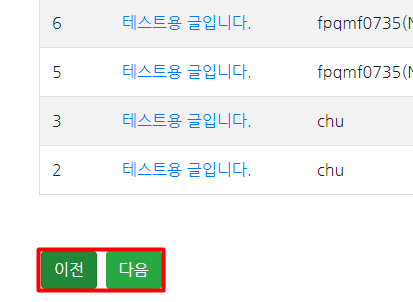 6 테스트용 글입니다. fpqmf0735(N
5 테스트용 글입니다. fpqmf0735(N
3 테스트용 글입니다. chu
2 테스트용 글입니다. chu
이전 다음